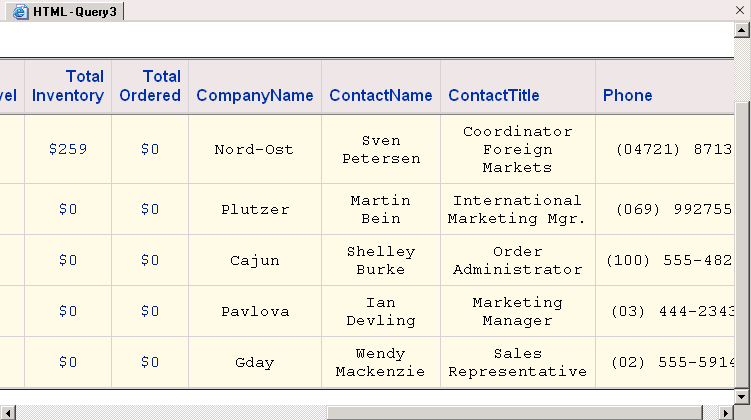 HTML - Query3
vel Total Inventory Total Ordered CompanyName ContactName ContactTitle Phone
$259 $0 Nord-Ost Sven Petersen Coordinator Foreign Markets (04721) 8713
$0 $0 Plutzer Martin Bein International Marketing Mgr. (069) 992755
$0 $0 Cajun Shelley Burke Order Administrator (100) 555-482
$0 $0 Pavlova Ian Devling Marketing Manager (03) 444-2343
$0 $0 Gday Wendy Mackenzie Sales Representative (02) 555-5914